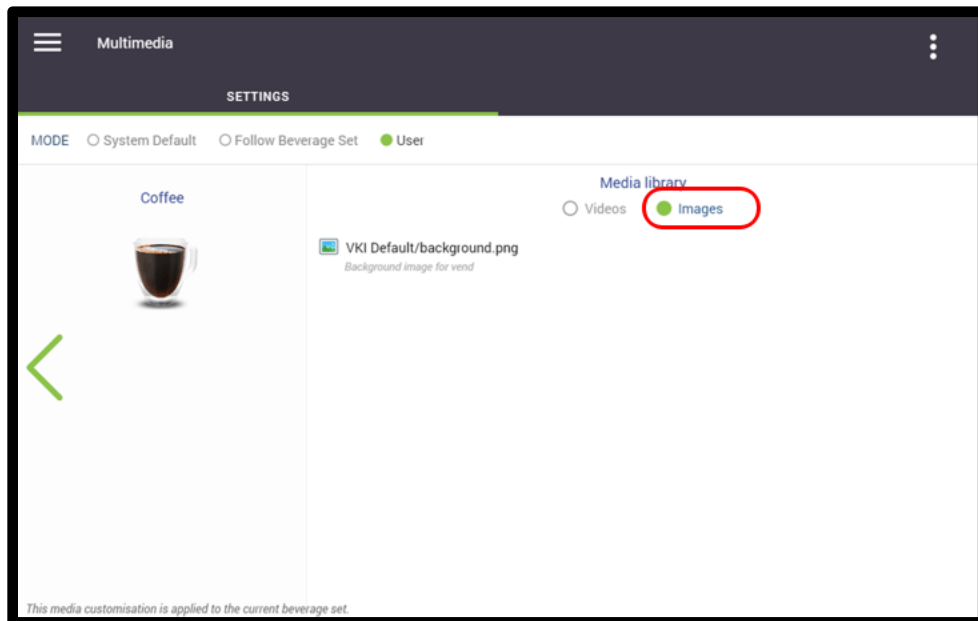 Multimedia
SETTINGS
MODE System Default Follow Beverage Set User
Coffee
Media library
Videos Images
VKI Default/background.png
Background image for vend
This media customisation is applied to the current beverage set.